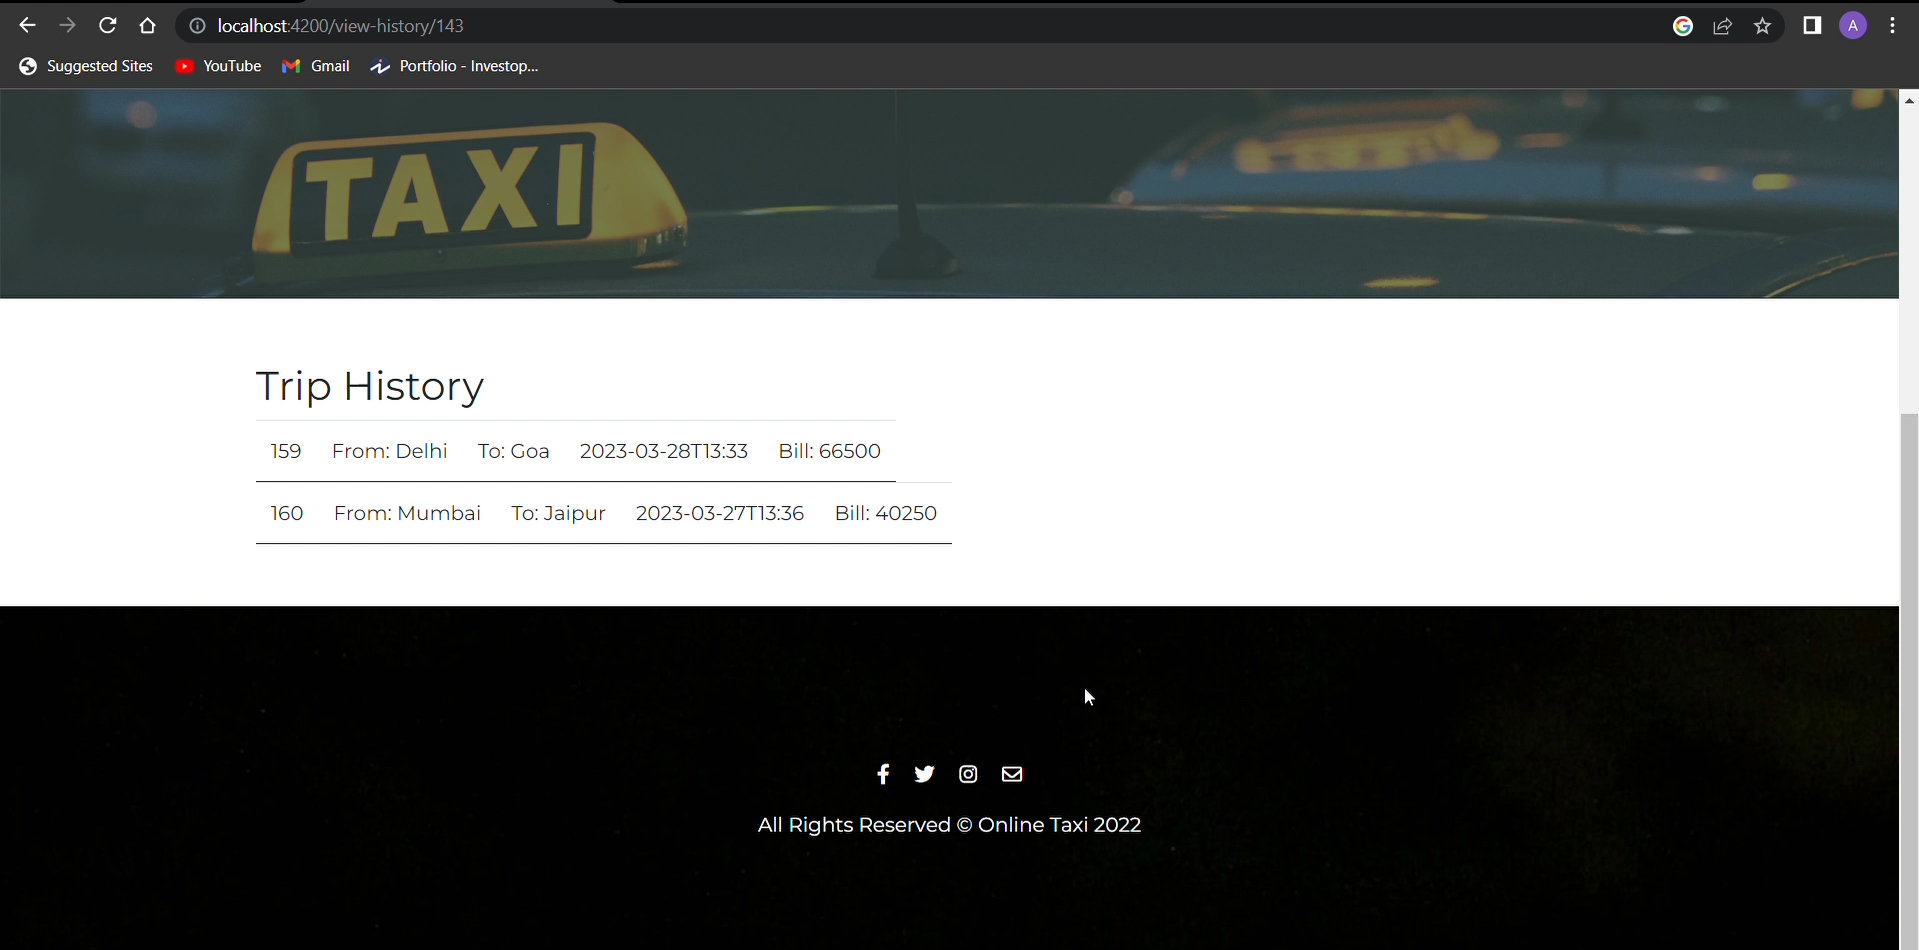 localhost:4200/view-history/143
A
Suggested Sites YouTube Gmail Portfolio - Investop...
TAXI
Trip History
159 From: Delhi To: Goa 2023-03-28T13:33 Bill: 66500
160 From: Mumbai To: Jaipur 2023-03-27T13:36 Bill: 40250
All Rights Reserved © Online Taxi 2022